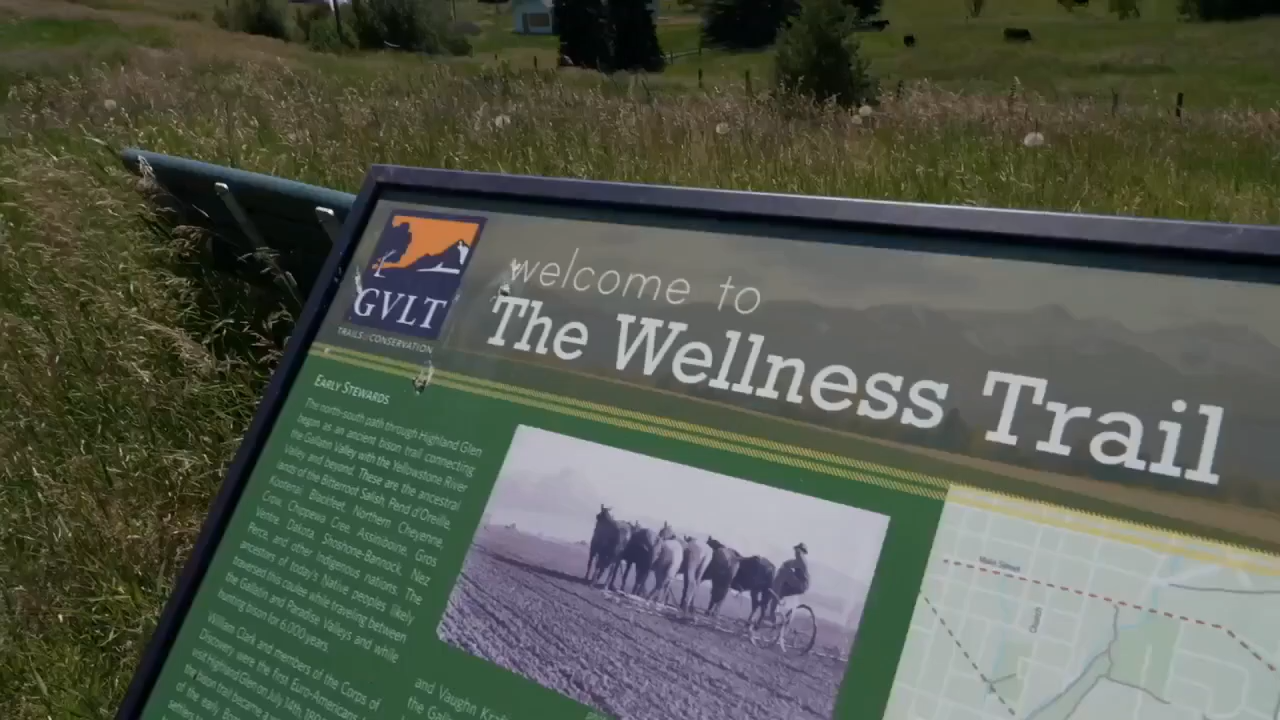 GVLT
TRAILS & CONSERVATION
welcome to
The Wellness Trail
EARLY STEWARDS
The north-south path through Highland Glen
began as an ancient bison trail connecting
the Gallatin Valley with the Yellowstone River
Valley and beyond. These are the ancestral
lands of the Bitterroot Salish, Pend d'Oreille,
Kootenai, Blackfeet, Northern Cheyenne,
Crow, Chippewa Cree, Assiniboine, Gros
Ventre, Dakota, Shoshone-Bannock, Nez
Perce, and other Indigenous nations. The
ancestors of today's Native peoples likely
traversed this coulee while traveling between
the Gallatin and Paradise Valleys and while
hunting bison for 6,000 years.
William Clark and members of the Corps of
Discovery were the first Euro-Americans
visit Highland Glen on July 14th,
the bison trail became a
of the early
and Vaughn
the
Main Street
Church